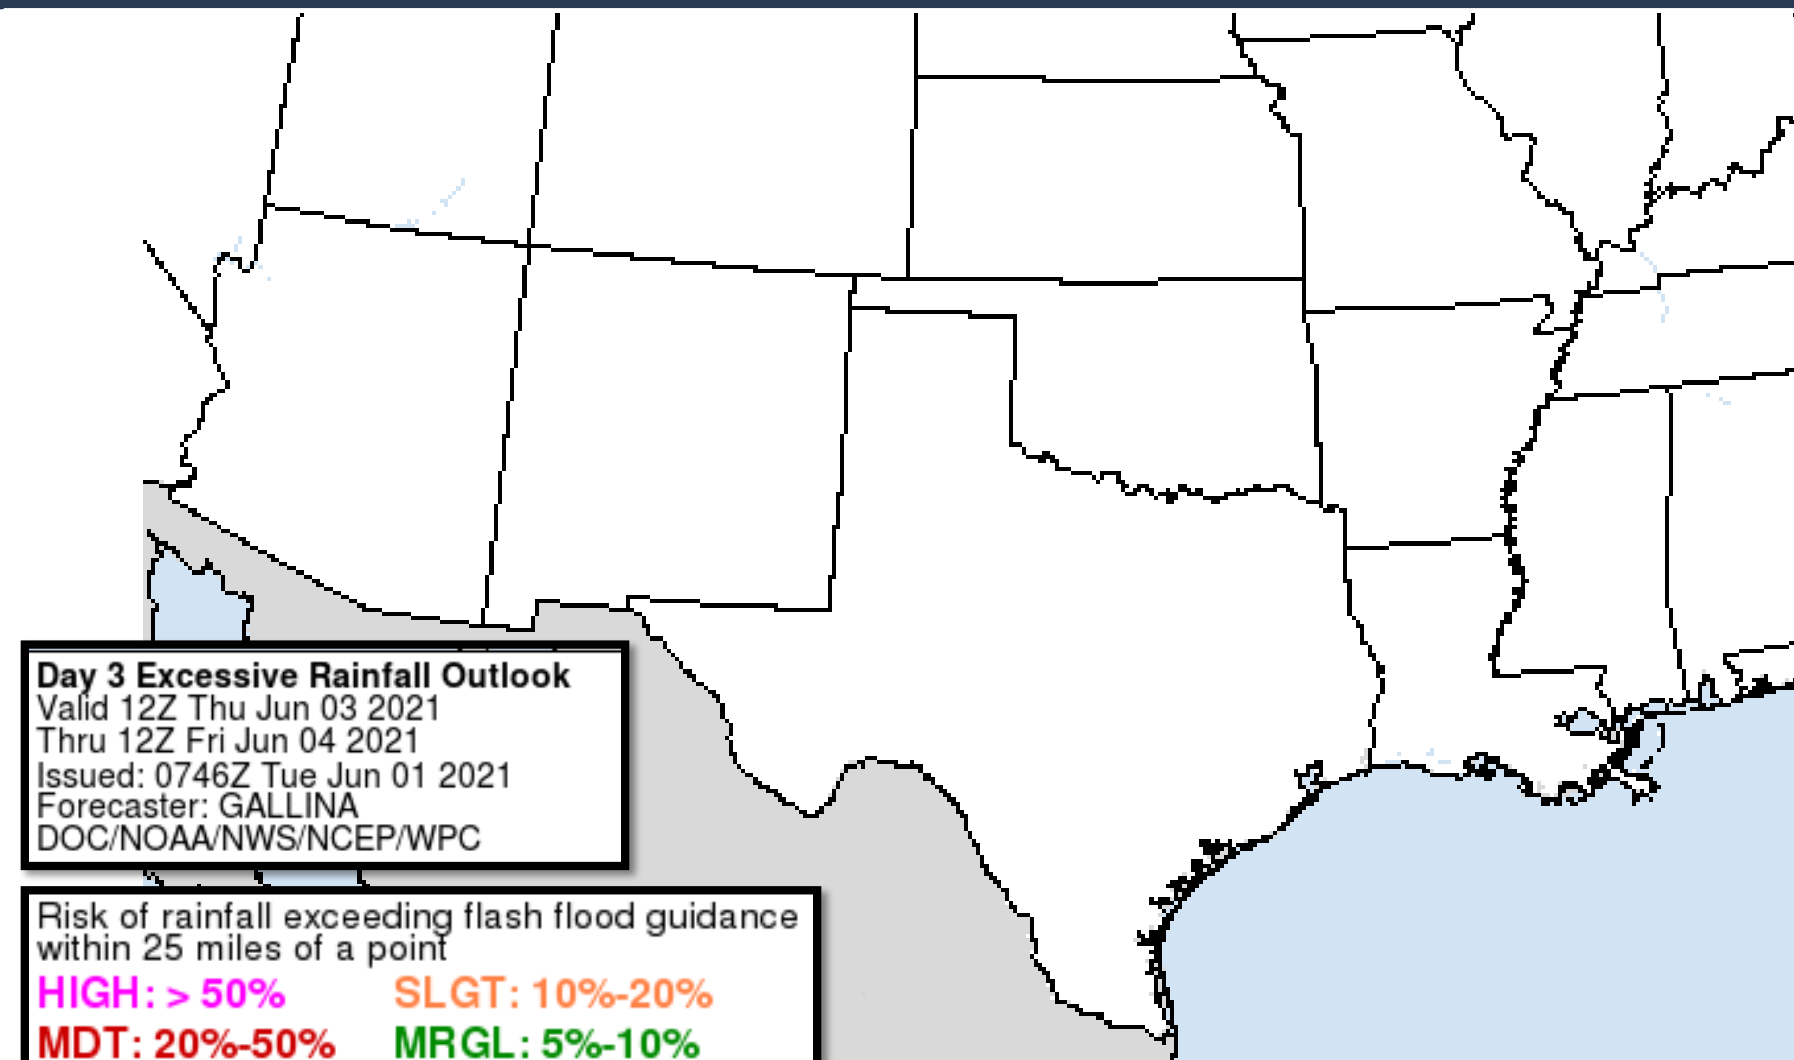 Day 3 Excessive Rainfall Outlook
Valid 12Z Thu Jun 03 2021
Thru 12Z Fri Jun 04 2021
Issued: 0746Z Tue Jun 01 2021
Forecaster: GALLINA
DOC/NOAA/NWS/NCEP/WPC
Risk of rainfall exceeding flash flood guidance
within 25 miles of a point
HIGH: > 50% SLGT: 10%-20%
MDT: 20%-50% MRGL: 5%-10%